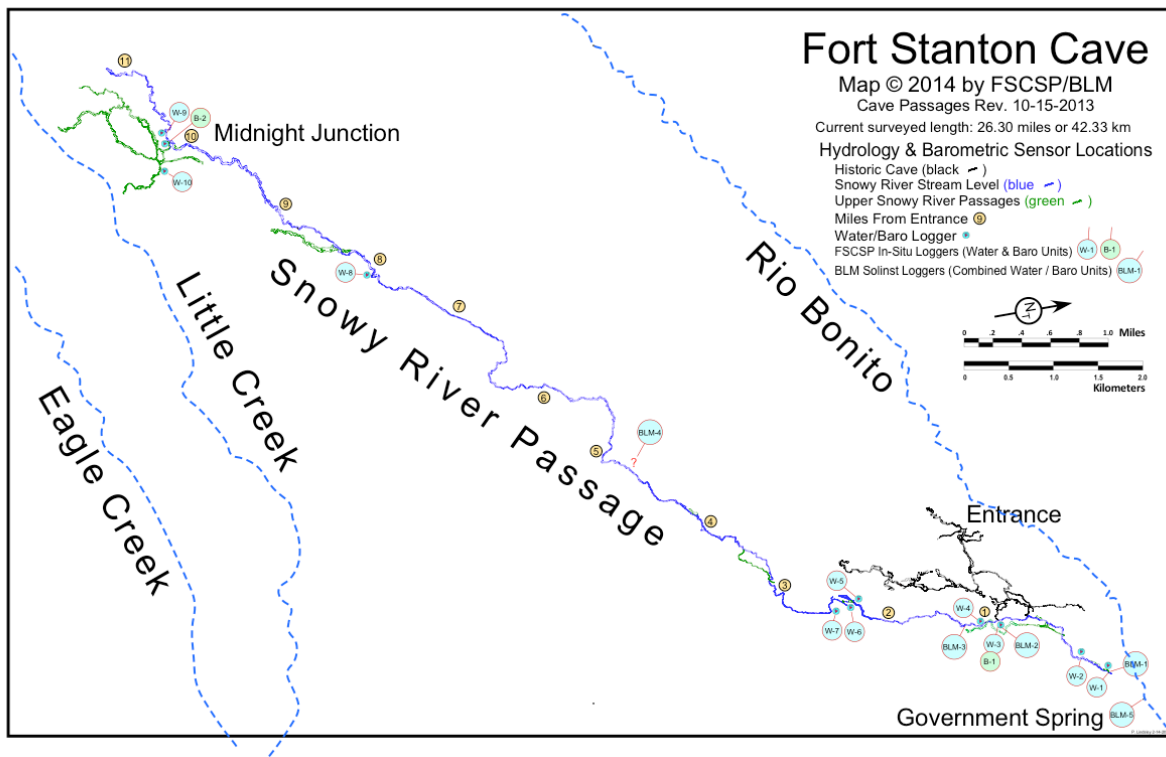 Fort Stanton Cave
Map © 2014 by FSCSP/BLM
Cave Passages Rev. 10-15-2013
Current surveyed length: 26.30 miles or 42.33 km
Hydrology & Barometric Sensor Locations
Historic Cave (black )
Snowy River Stream Level (blue )
Upper Snowy River Passages (green )
Miles From Entrance 9
Water/Baro Logger
FSCSP In-Situ Loggers (Water & Baro Units) W-1 B-1
BLM Solinst Loggers (Combined Water / Baro Units) BLM-1
N
0 .2 .4 .6 .8 1.0 Miles
0 0.5 1.0 1.5 2.0
Kilometers
11
W-9
B-2
10
Midnight Junction
W-10
9
8
W-8
7
6
5
BLM-4
?
4
3
Snowy River Passage
Little Creek
Eagle Creek
Rio Bonito
Entrance
W-5
W-7
W-6
2
W-4
1
BLM-3
W-3
B-1
BLM-2
W-2
W-1
BLM-1
Government Spring
BLM-5